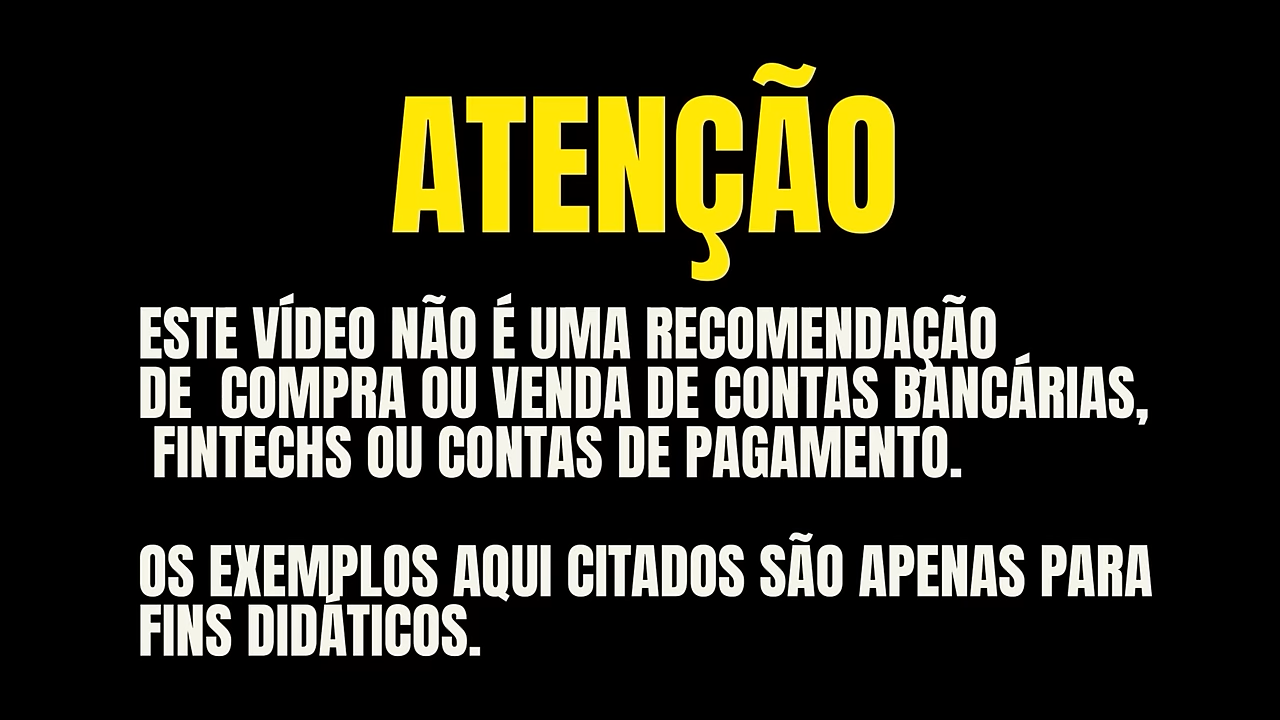 ATENÇÃO
ESTE VÍDEO NÃO É UMA RECOMENDAÇÃO
DE COMPRA OU VENDA DE CONTAS BANCÁRIAS,
FINTECHS OU CONTAS DE PAGAMENTO.
OS EXEMPLOS AQUI CITADOS SÃO APENAS PARA
FINS DIDÁTICOS.